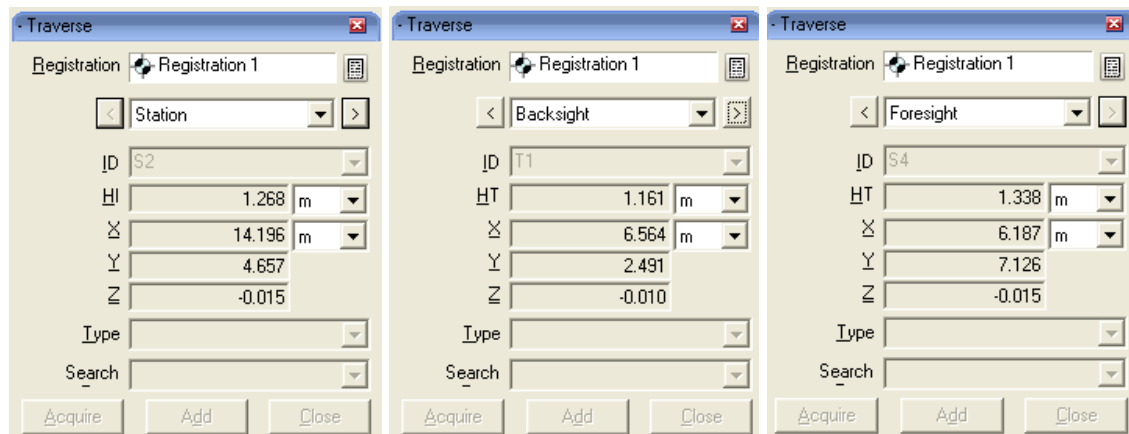 - Traverse
Registration Registration 1
< Station >
ID S2
HI 1.268 m
X 14.196 m
Y 4.657
Z -0.015
Type
Search
Acquire Add Close
- Traverse
Registration Registration 1
< Backsight >
ID T1
HT 1.161 m
X 6.564 m
Y 2.491
Z -0.010
Type
Search
Acquire Add Close
- Traverse
Registration Registration 1
< Foresight >
ID S4
HT 1.338 m
X 6.187 m
Y 7.126
Z -0.015
Type
Search
Acquire Add Close